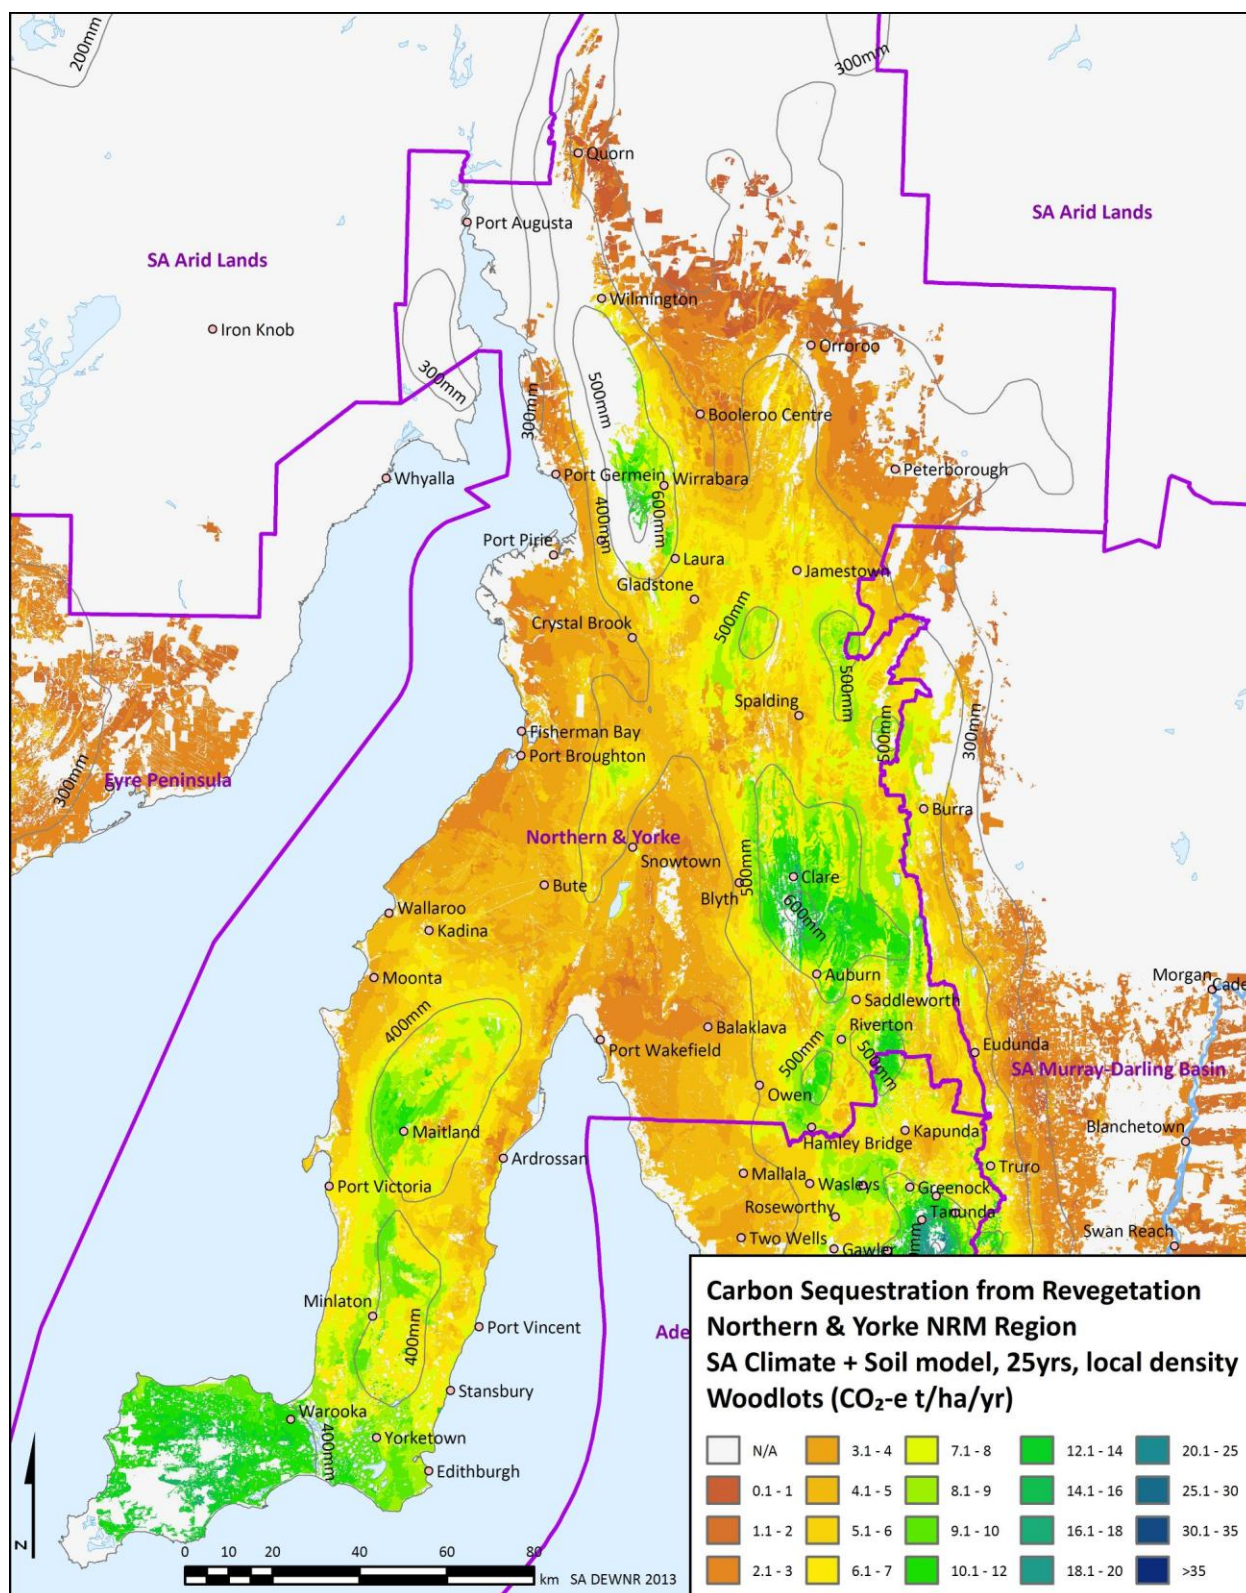 200mm
300mm
Quorn
Port Augusta
SA Arid Lands
SA Arid Lands
Wilmington
Iron Knob
Orroroo
300mm
500mm
300mm
Booleroo Centre
Peterborough
Whyalla
Port Germein
Wirrabara
400mm
600mm
Port Pirie
Laura
Jamestown
Gladstone
Crystal Brook
500mm
500mm
Spalding
500mm
300mm
Fisherman Bay
Port Broughton
300mm
Eyre Peninsula
Burra
Northern & Yorke
Snowtown
500mm
Clare
Bute
Blyth
600mm
Wallaroo
Kadina
Auburn
Moonta
Morgan
Cade
Saddleworth
400mm
Balaklava
Riverton
Port Wakefield
500mm
500mm
Eudunda
SA Murray-Darling Basin
Owen
Maitland
Hamley Bridge
Kapunda
Blanchetown
Ardrossan
Mallala
Truro
Port Victoria
Wasleys
Greenock
Roseworthy
Tanunda
Two Wells
Swan Reach
Gawler
0mm
Minlaton
Port Vincent
400mm
Ade
Stansbury
Warooka
Yorketown
400mm
Edithburgh
Carbon Sequestration from Revegetation
Northern & Yorke NRM Region
SA Climate + Soil model, 25yrs, local density
Woodlots (CO₂-e t/ha/yr)
N/A
0.1 - 1
1.1 - 2
2.1 - 3
3.1 - 4
4.1 - 5
5.1 - 6
6.1 - 7
7.1 - 8
8.1 - 9
9.1 - 10
10.1 - 12
12.1 - 14
14.1 - 16
16.1 - 18
18.1 - 20
20.1 - 25
25.1 - 30
30.1 - 35
>35
N
0 10 20 40 60 80
km SA DEWNR 2013